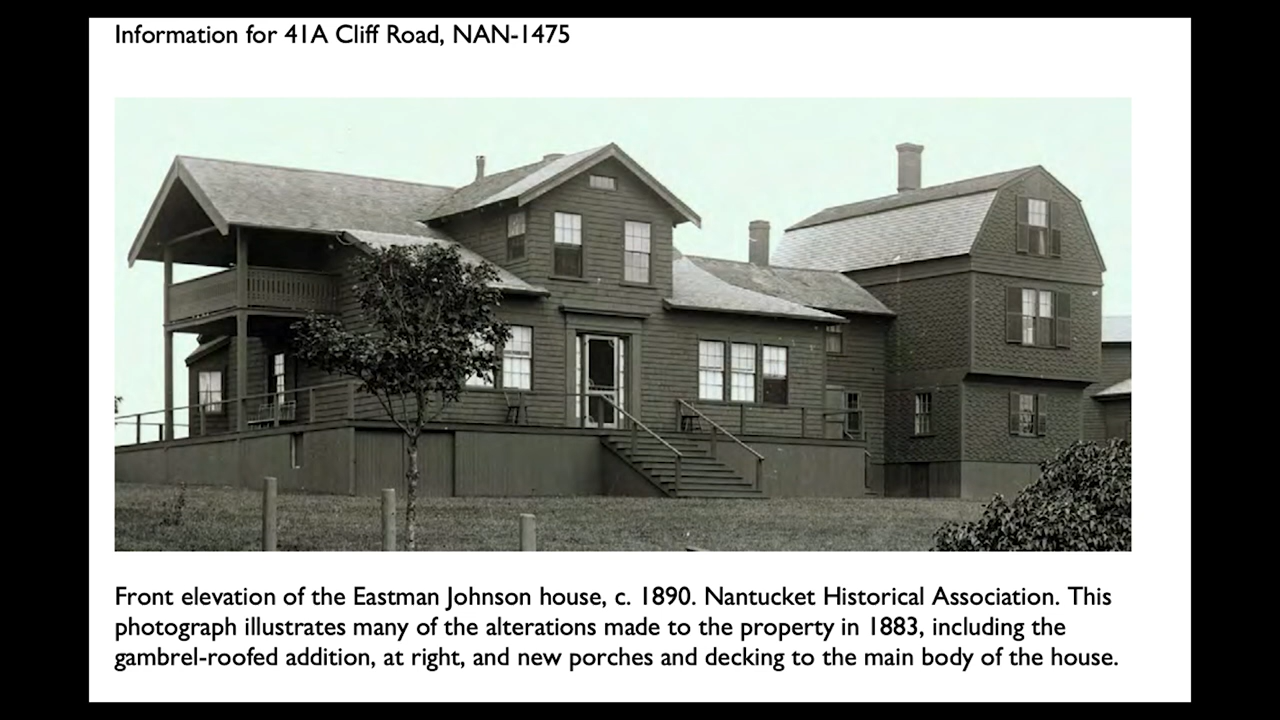 Information for 41A Cliff Road, NAN-1475
Front elevation of the Eastman Johnson house, c. 1890. Nantucket Historical Association. This
photograph illustrates many of the alterations made to the property in 1883, including the
gambrel-roofed addition, at right, and new porches and decking to the main body of the house.